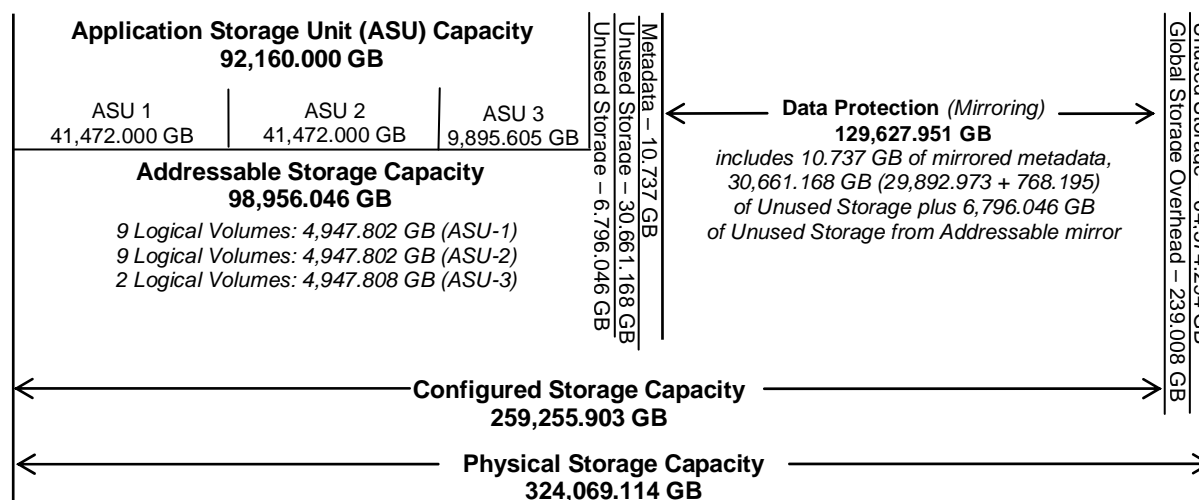 Application Storage Unit (ASU) Capacity
92,160.000 GB
ASU 1
41,472.000 GB
ASU 2
41,472.000 GB
ASU 3
9,895.605 GB
Addressable Storage Capacity
98,956.046 GB
9 Logical Volumes: 4,947.802 GB (ASU-1)
9 Logical Volumes: 4,947.802 GB (ASU-2)
2 Logical Volumes: 4,947.808 GB (ASU-3)
Unused Storage – 6,796.046 GB
Unused Storage – 30,661.168 GB
Metadata – 10.737 GB
Data Protection (Mirroring)
129,627.951 GB
includes 10.737 GB of mirrored metadata,
30,661.168 GB (29,892.973 + 768.195)
of Unused Storage plus 6,796.046 GB
of Unused Storage from Addressable mirror
Global Storage Overhead – 239.008 GB
Unused Storage – GB
Configured Storage Capacity
259,255.903 GB
Physical Storage Capacity
324,069.114 GB